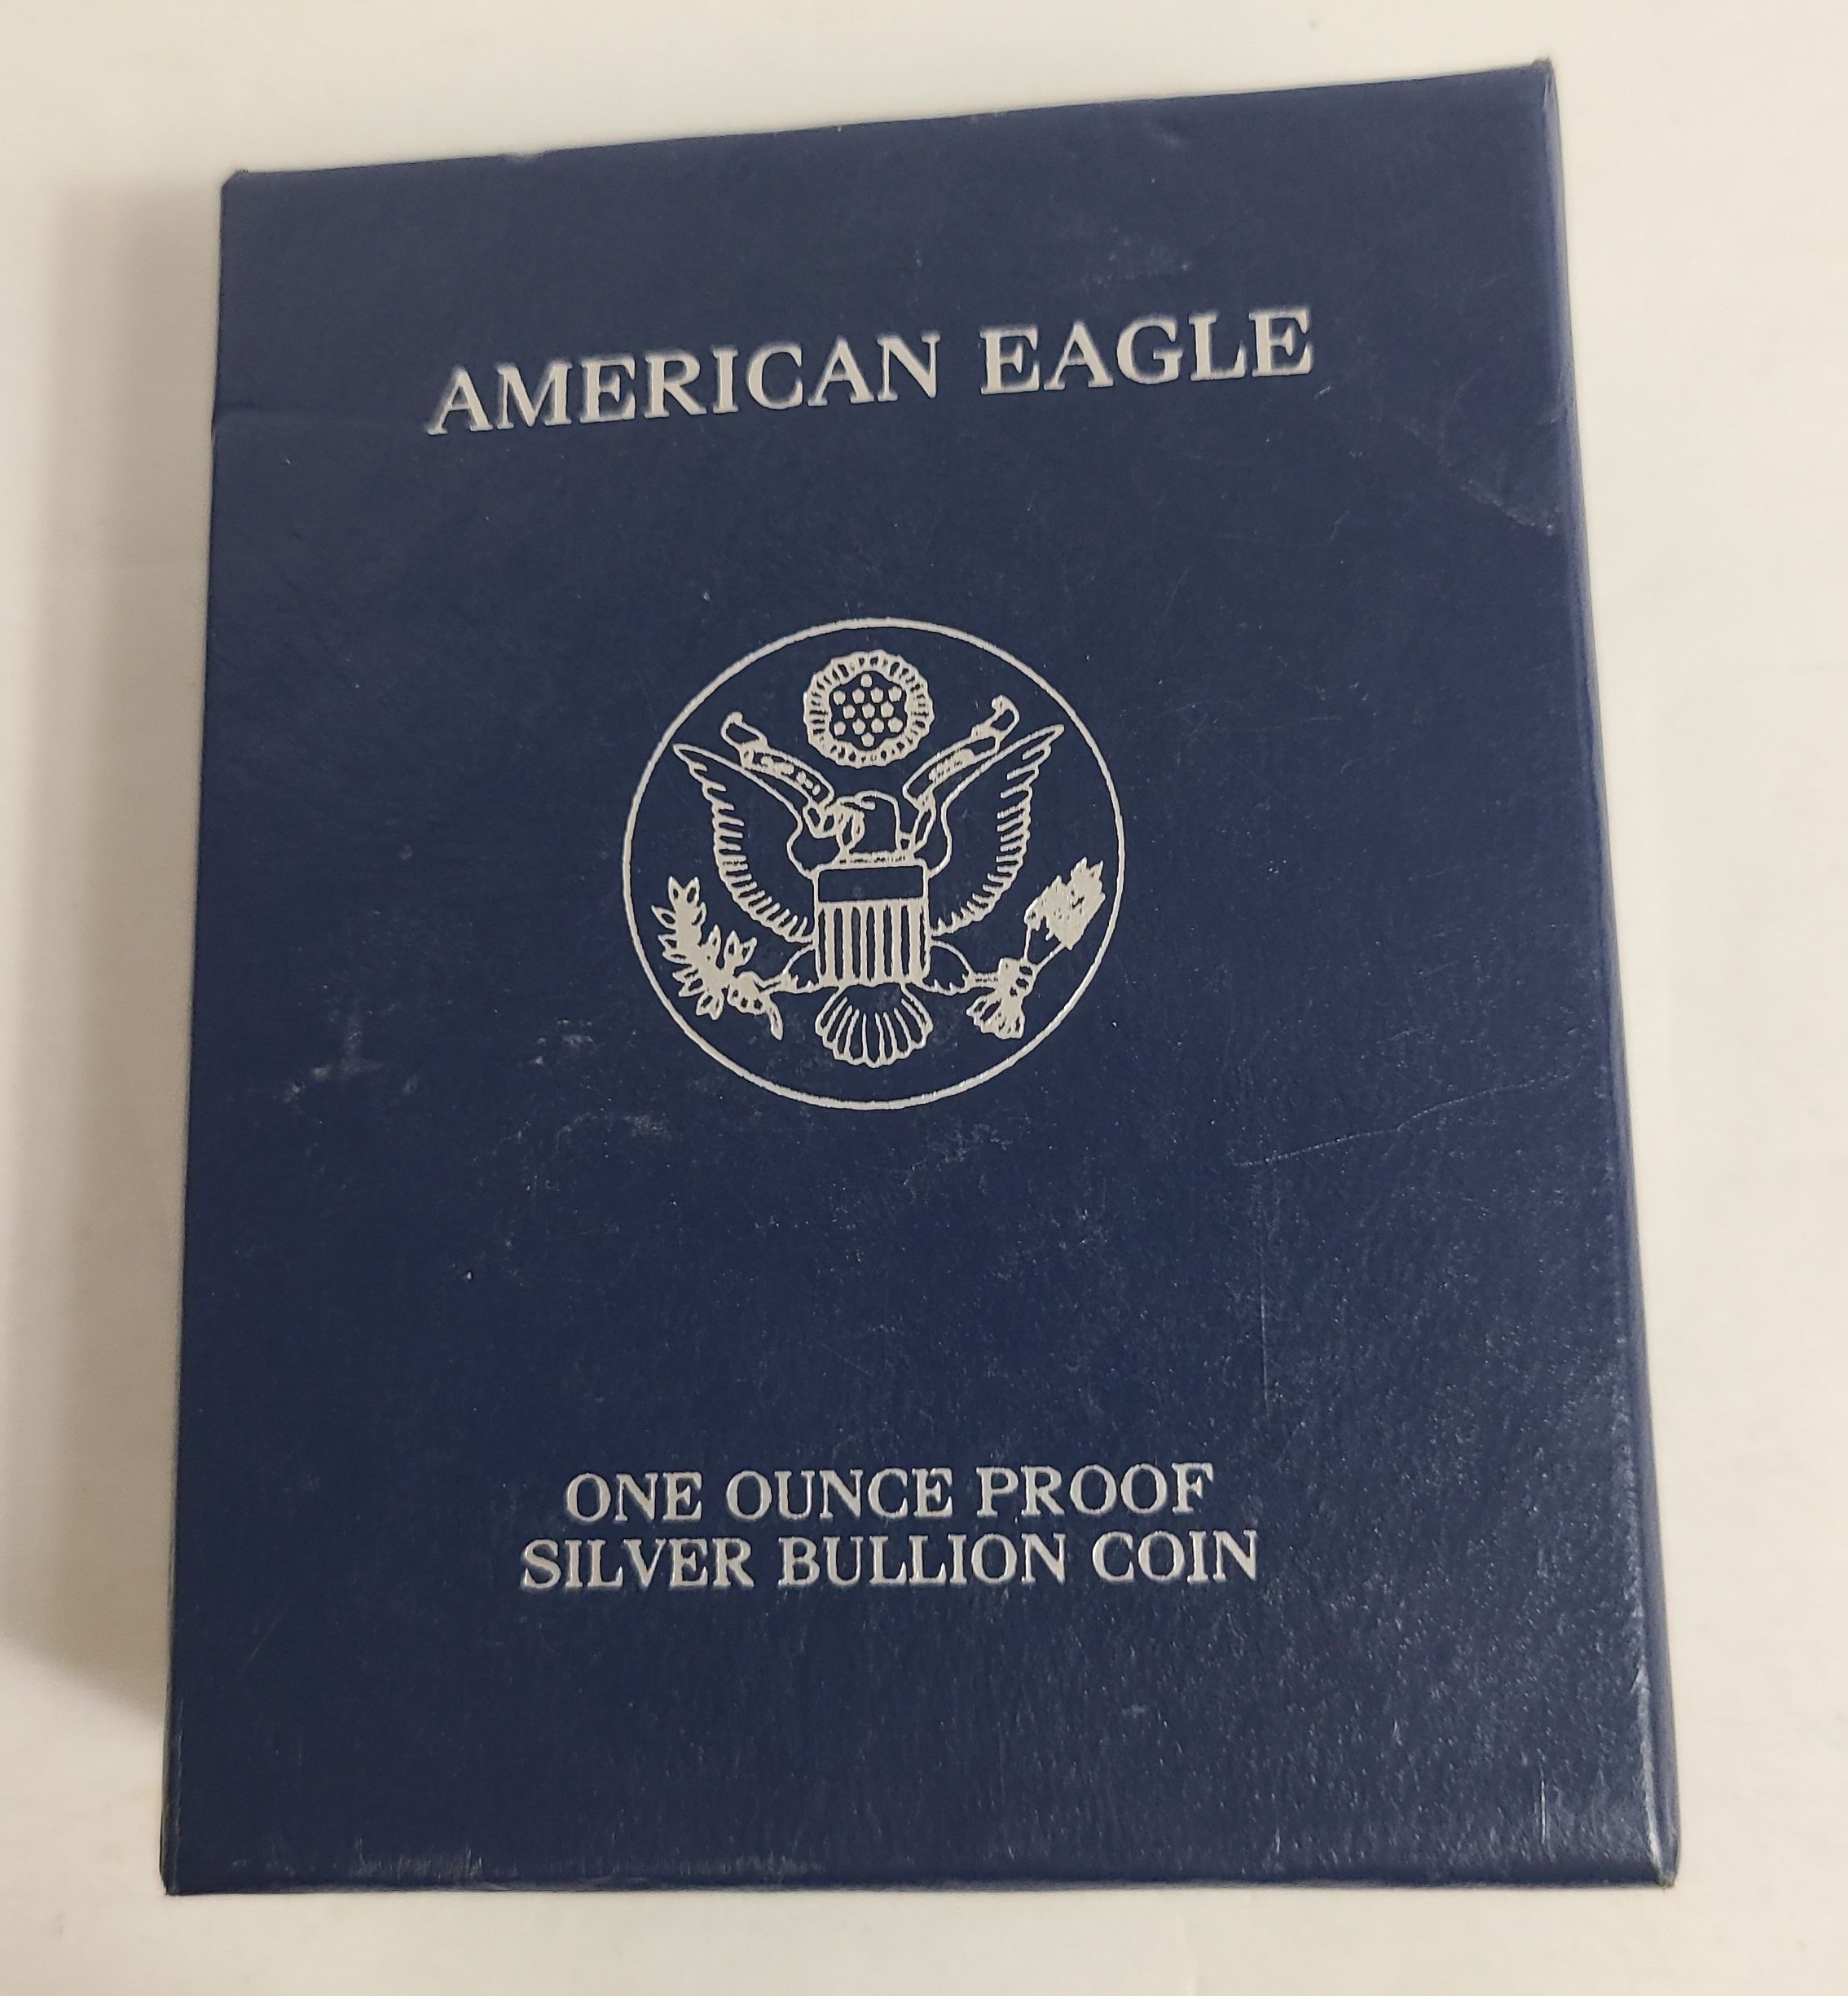 AMERICAN EAGLE
ONE OUNCE PROOF
SILVER BULLION COIN